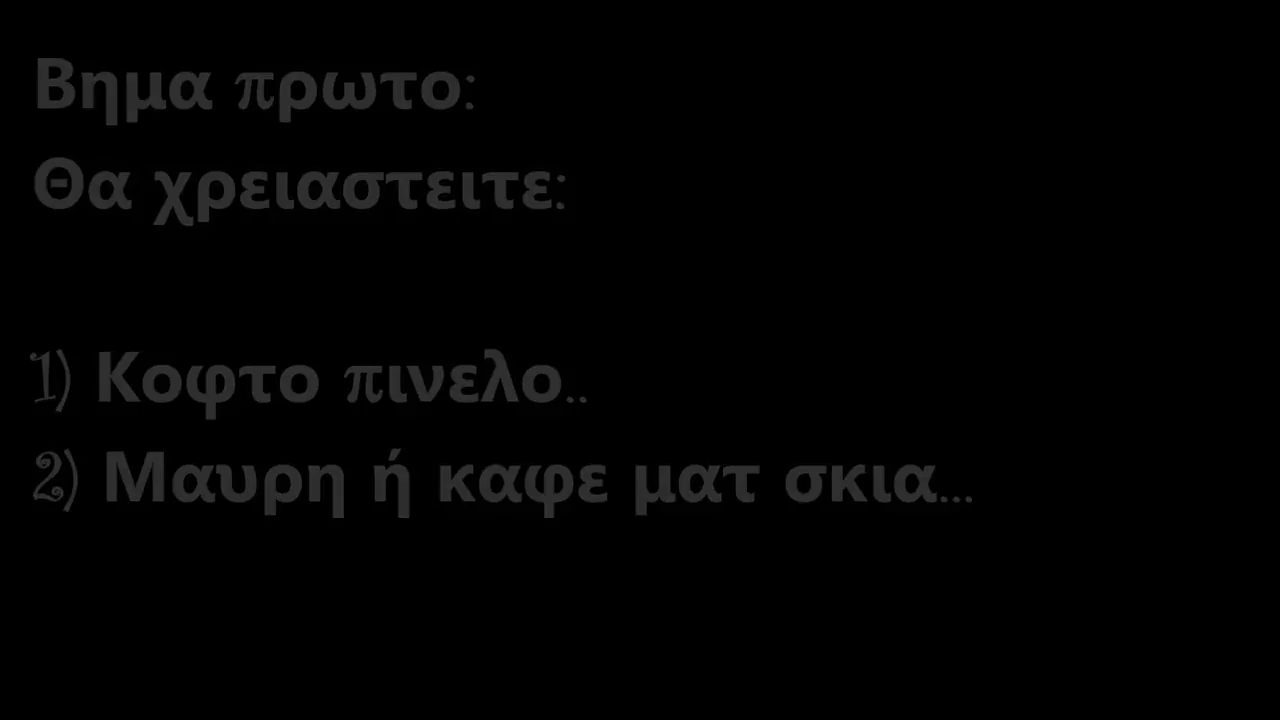 Βημα πρωτο:
Θα χρειαστειτε:
1) Κοφτο πινελο..
2) Μαυρη ή καφε ματ σκια...